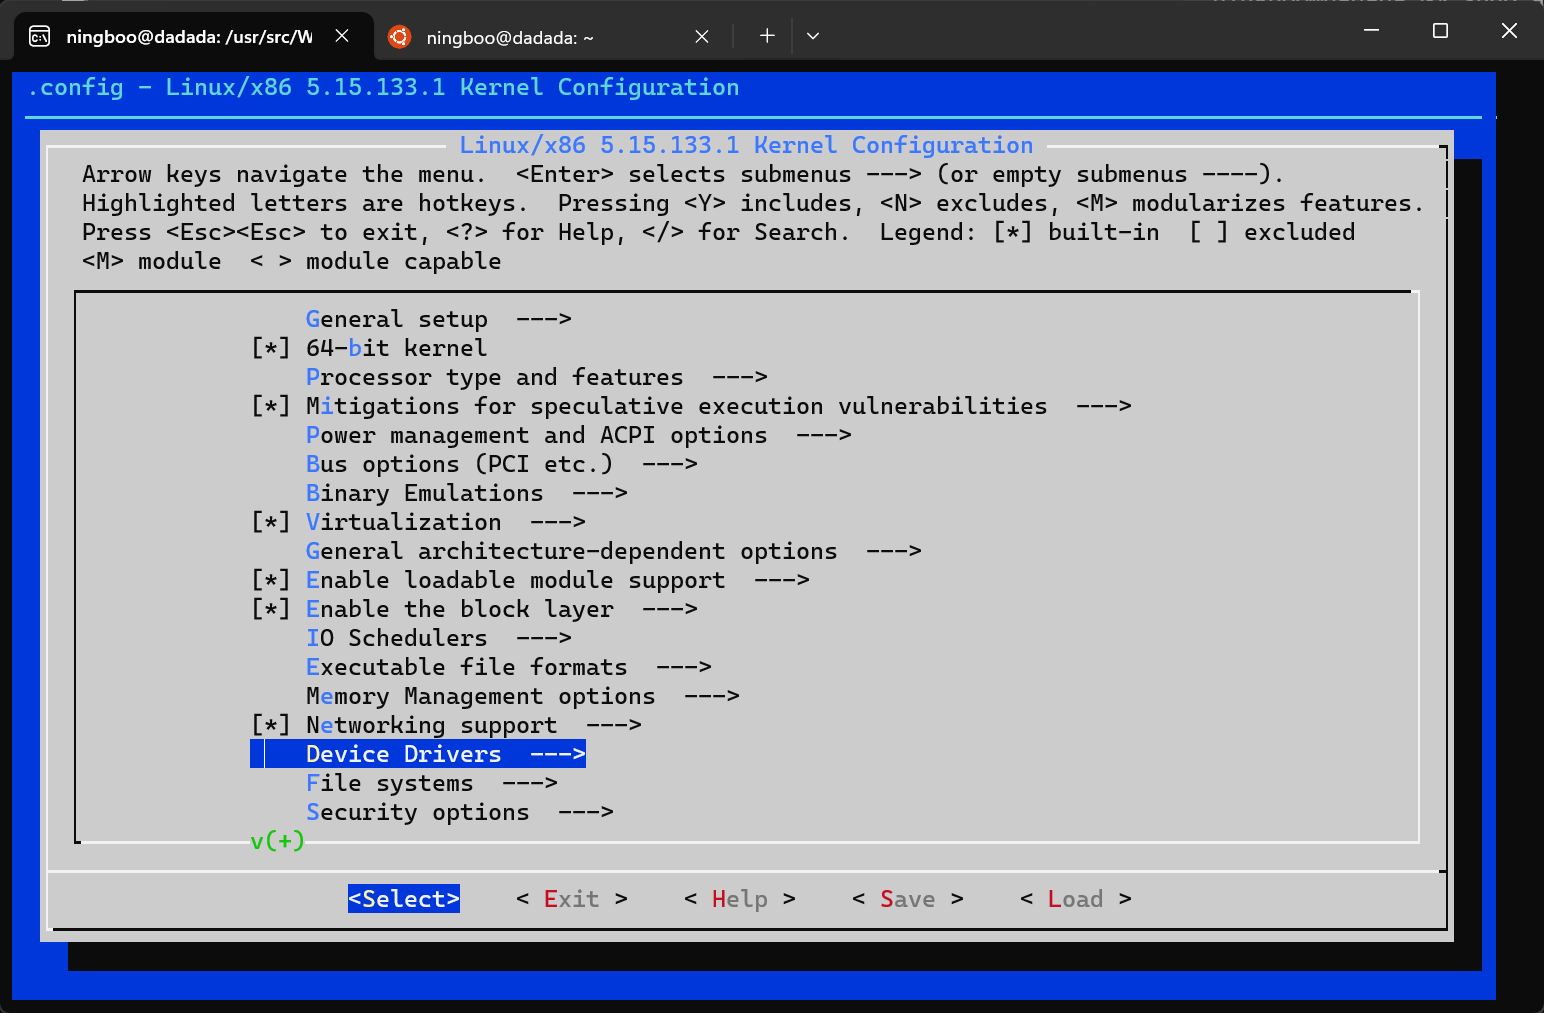 ningboo@dadada: /usr/src/W
ningboo@dadada: ~
.config - Linux/x86 5.15.133.1 Kernel Configuration
Linux/x86 5.15.133.1 Kernel Configuration
Arrow keys navigate the menu.  <Enter> selects submenus ---> (or empty submenus ----).
Highlighted letters are hotkeys.  Pressing <Y> includes, <N> excludes, <M> modularizes features.
Press <Esc><Esc> to exit, <?> for Help, </> for Search.  Legend: [*] built-in  [ ] excluded
<M> module  < > module capable
General setup  --->
[*] 64-bit kernel
Processor type and features  --->
[*] Mitigations for speculative execution vulnerabilities  --->
Power management and ACPI options  --->
Bus options (PCI etc.)  --->
Binary Emulations  --->
[*] Virtualization  --->
General architecture-dependent options  --->
[*] Enable loadable module support  --->
[*] Enable the block layer  --->
IO Schedulers  --->
Executable file formats  --->
Memory Management options  --->
[*] Networking support  --->
Device Drivers  --->
File systems  --->
Security options  --->
v(+)
<Select>    < Exit >    < Help >    < Save >    < Load >